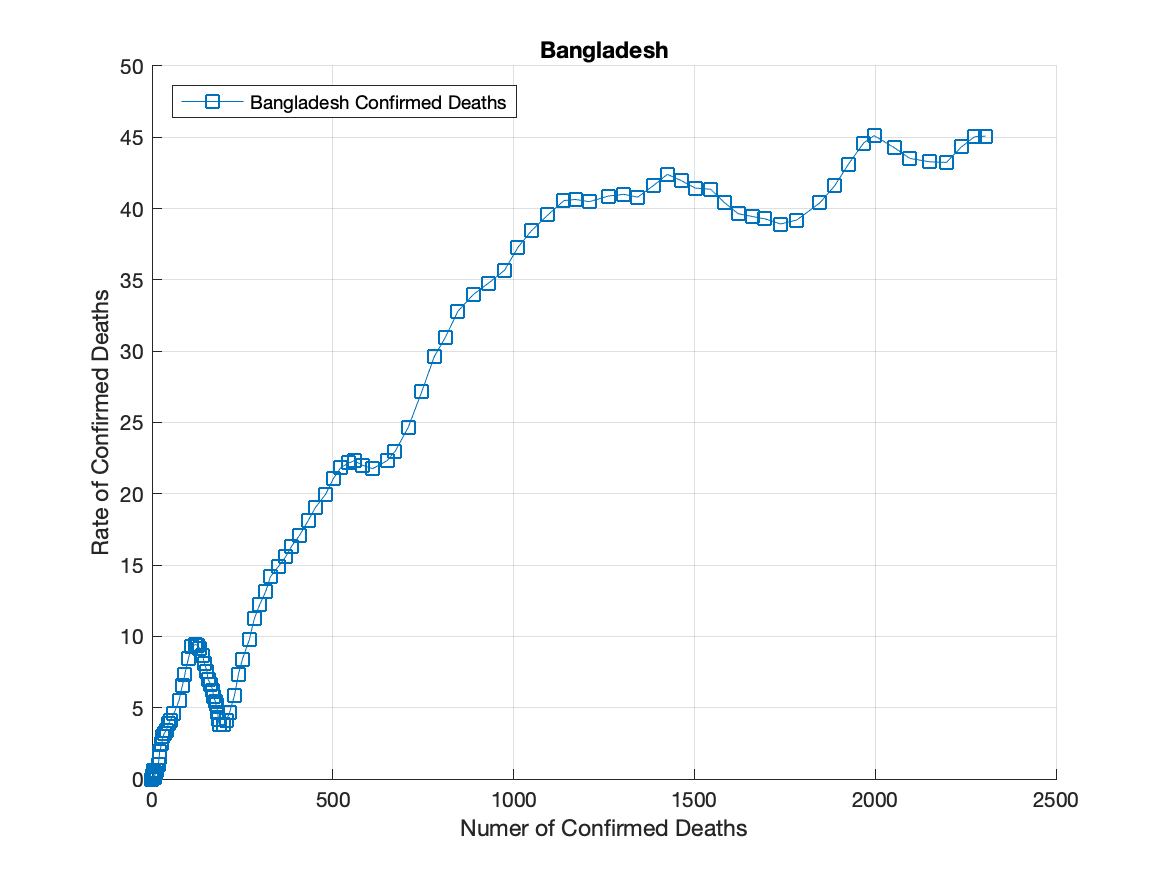 Bangladesh
50
45
40
35
30
25
20
15
10
5
0
Bangladesh Confirmed Deaths
Rate of Confirmed Deaths
0 500 1000 1500 2000 2500
Numer of Confirmed Deaths